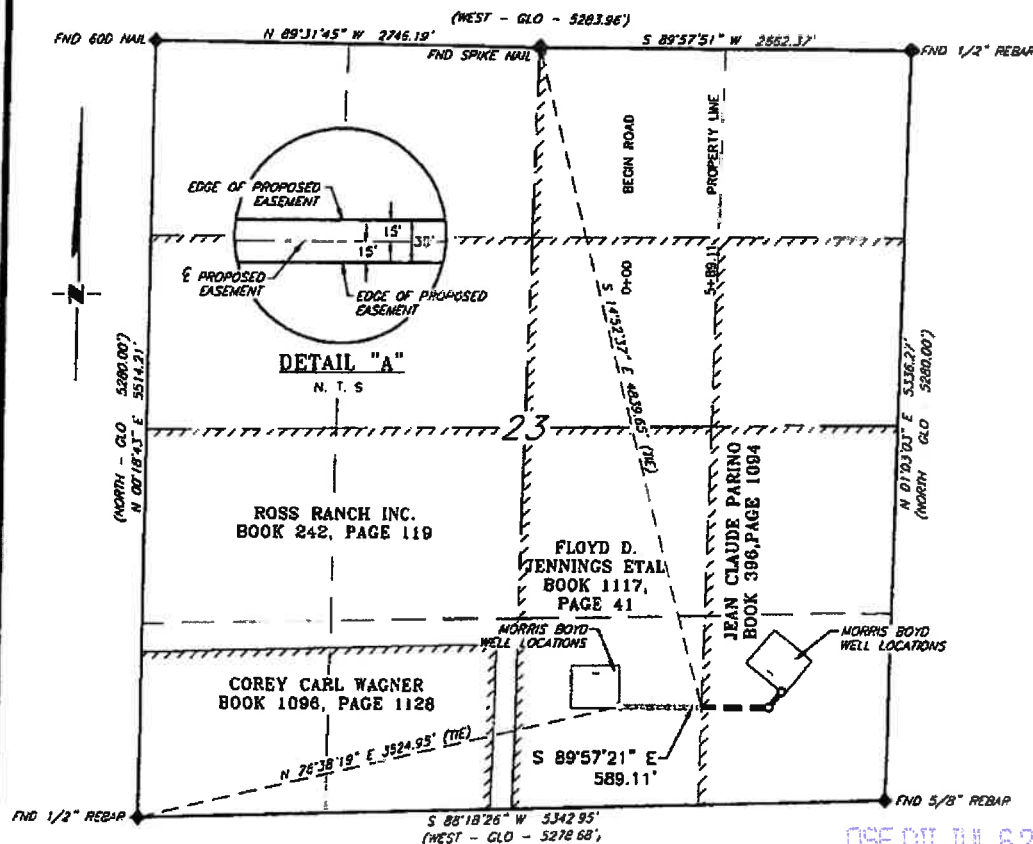 (WEST - GLO - 5283.96')
FND 60D NAIL
N 89°31'45" W 2746.19'
FND SPIKE NAIL
S 89°57'51" W
FND 1/2" REBAR
BEGIN ROAD
PROPERTY LINE
EDGE OF PROPOSED
EASEMENT
15'
15'
30'
℄ PROPOSED
EASEMENT
EDGE OF PROPOSED
EASEMENT
0+00
5+89.11
N
DETAIL "A"
N. T. S
S 14°52'37" E 4839.65' (TIE)
(NORTH - GLO 5280.00')
N 00°18'43" E 5514.21'
23
N 01°03'03" E 5336.27'
(NORTH GLO 5280.00')
ROSS RANCH INC.
BOOK 242, PAGE 119
FLOYD D.
JENNINGS ETAL
BOOK 1117,
PAGE 41
JEAN CLAUDE PARINO
BOOK 396,PAGE 1094
MORRIS BOYD
WELL LOCATIONS
MORRIS BOYD
WELL LOCATIONS
COREY CARL WAGNER
BOOK 1096, PAGE 1128
N 76°38'19" E 3524.95' (TIE)
S 89°57'21" E
589.11'
FND 1/2" REBAR
S 88°18'26" W 5342.95'
(WEST - GLO - 5278.68',
FND 5/8" REBAR